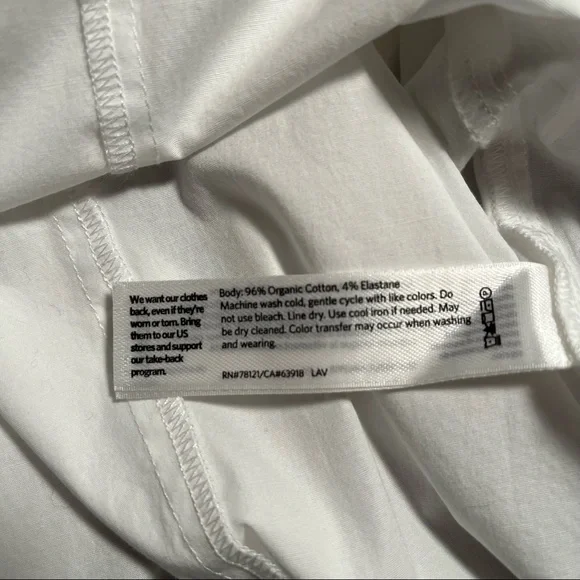 We want our clothes
back, even if they're
worn or torn. Bring
them to our US
stores and support
our take-back
program.
Body: 96% Organic Cotton, 4% Elastane
Machine wash cold, gentle cycle with like colors. Do
not use bleach. Line dry. Use cool iron if needed. May
be dry cleaned. Color transfer may occur when washing
and wearing.
RN#78121/CA#63918 LAV